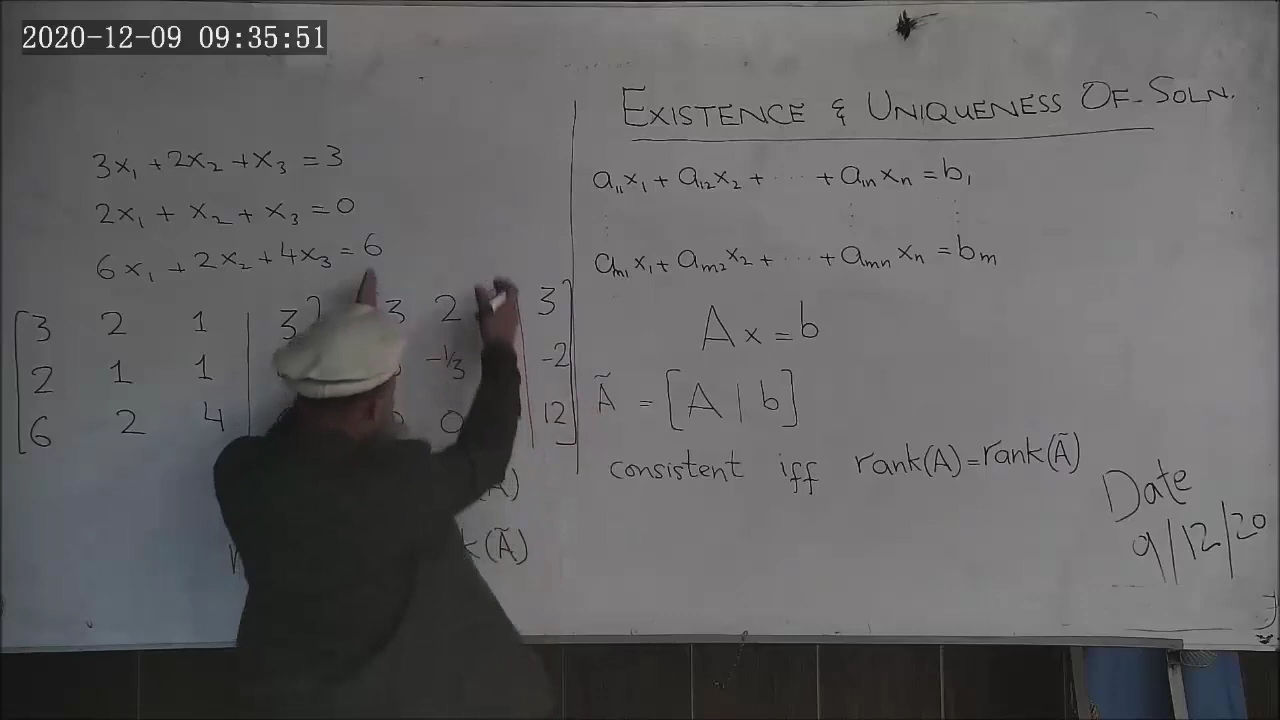 2020-12-09 09:35:51
3x₁ + 2x₂ + x₃ = 3
2x₁ + x₂ + x₃ = 0
6x₁ + 2x₂ + 4x₃ = 6
[3 2 1 | 3] 3 2 | 3]
2 1 1 | -1/3 | -2
6 2 4 0 | 12]
(Ã)
EXISTENCE & UNIQUENESS OF SOLN.
a₁₁x₁ + a₁₂x₂ + ··· + a₁ₙxₙ = b₁
⋮ ⋮ ⋮
aₘ₁x₁ + aₘ₂x₂ + ··· + aₘₙxₙ = bₘ
Ax = b
Ã = [A | b]
consistent iff rank(A) = rank(Ã)
Date
9/12/20